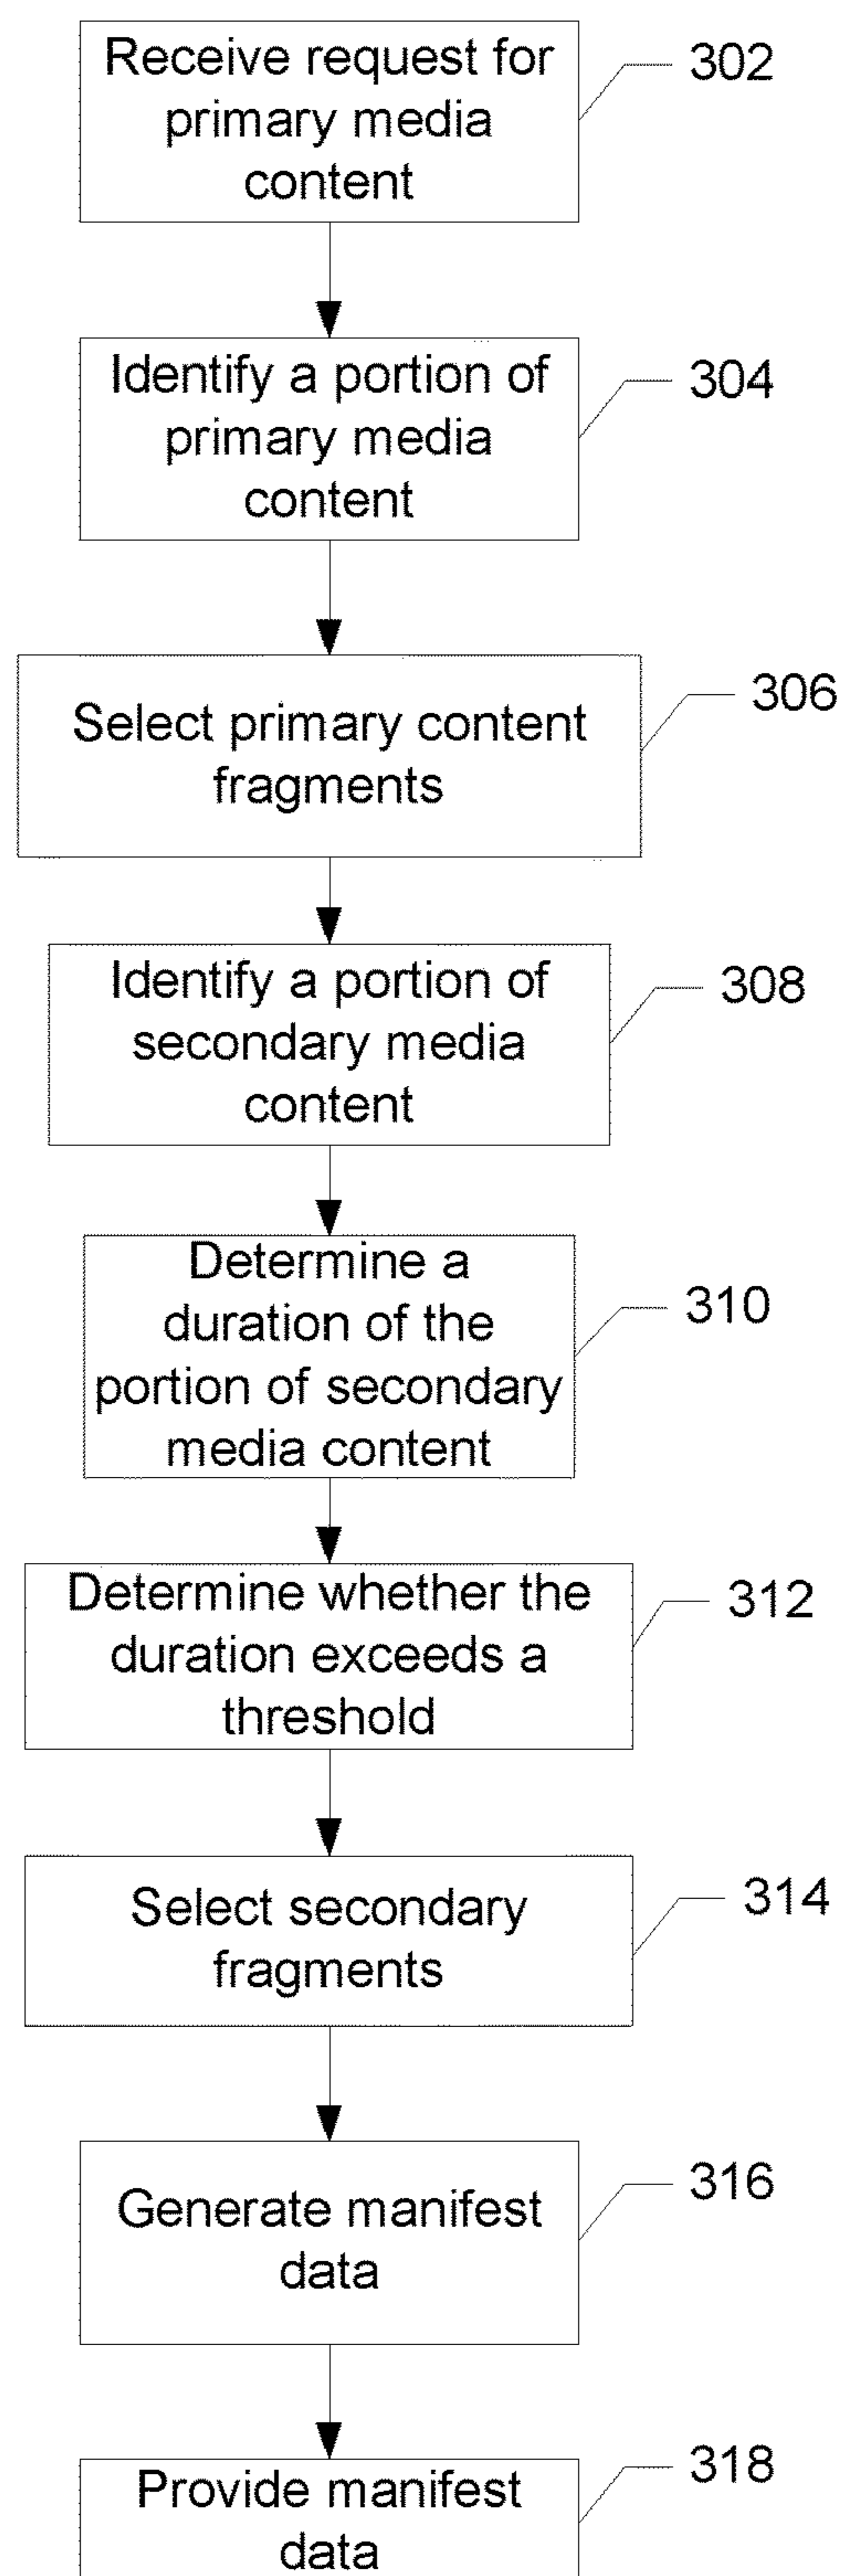 Receive request for
primary media
content
302
Identify a portion of
primary media
content
304
Select primary content
fragments
306
Identify a portion of
secondary media
content
308
Determine a
duration of the
portion of secondary
media content
310
Determine whether the
duration exceeds a
threshold
312
Select secondary
fragments
314
Generate manifest
data
316
Provide manifest
data
318